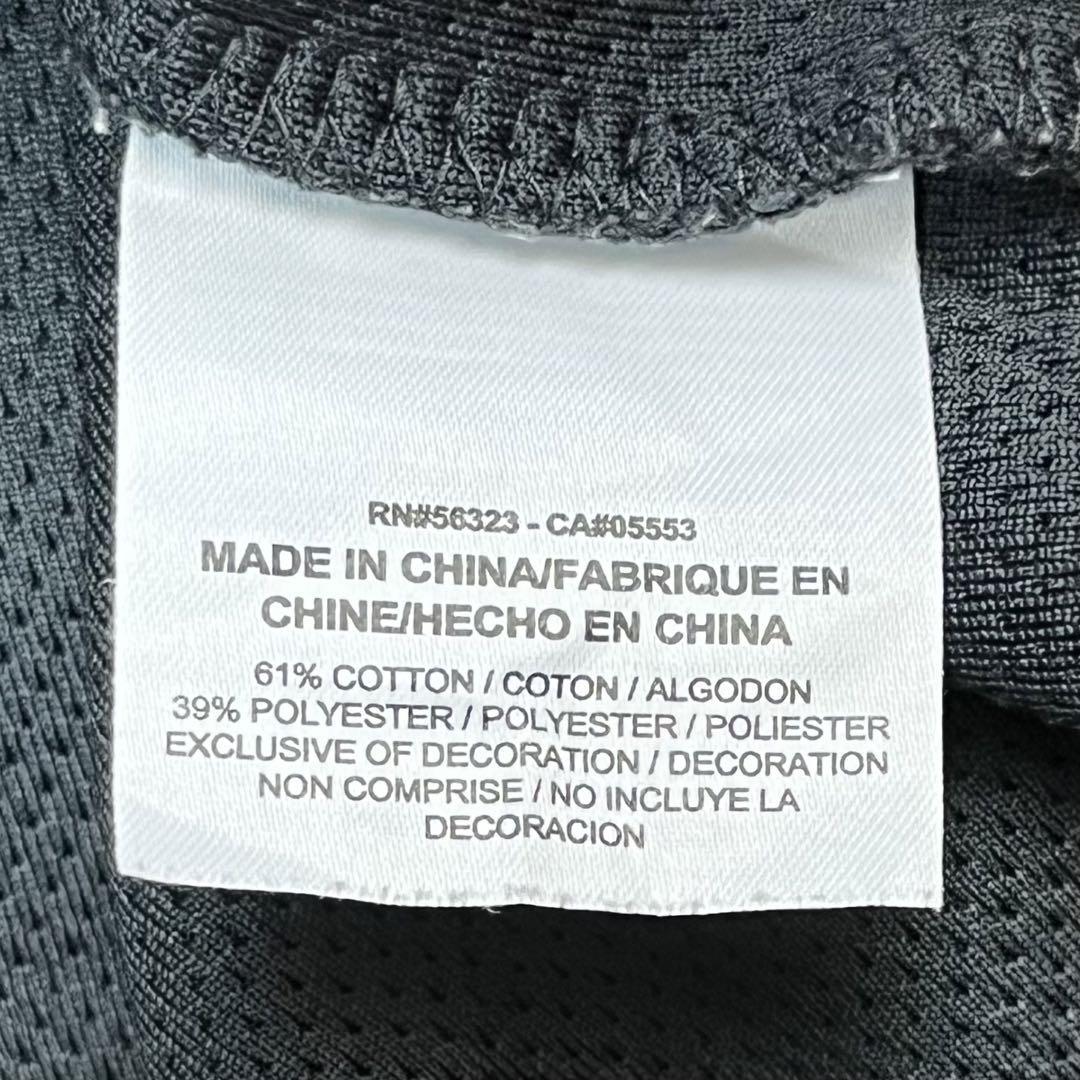 RN#56323 - CA#05553
MADE IN CHINA/FABRIQUE EN
CHINE/HECHO EN CHINA
61% COTTON / COTON / ALGODON
39% POLYESTER / POLYESTER / POLIESTER
EXCLUSIVE OF DECORATION / DECORATION
NON COMPRISE / NO INCLUYE LA
DECORACION